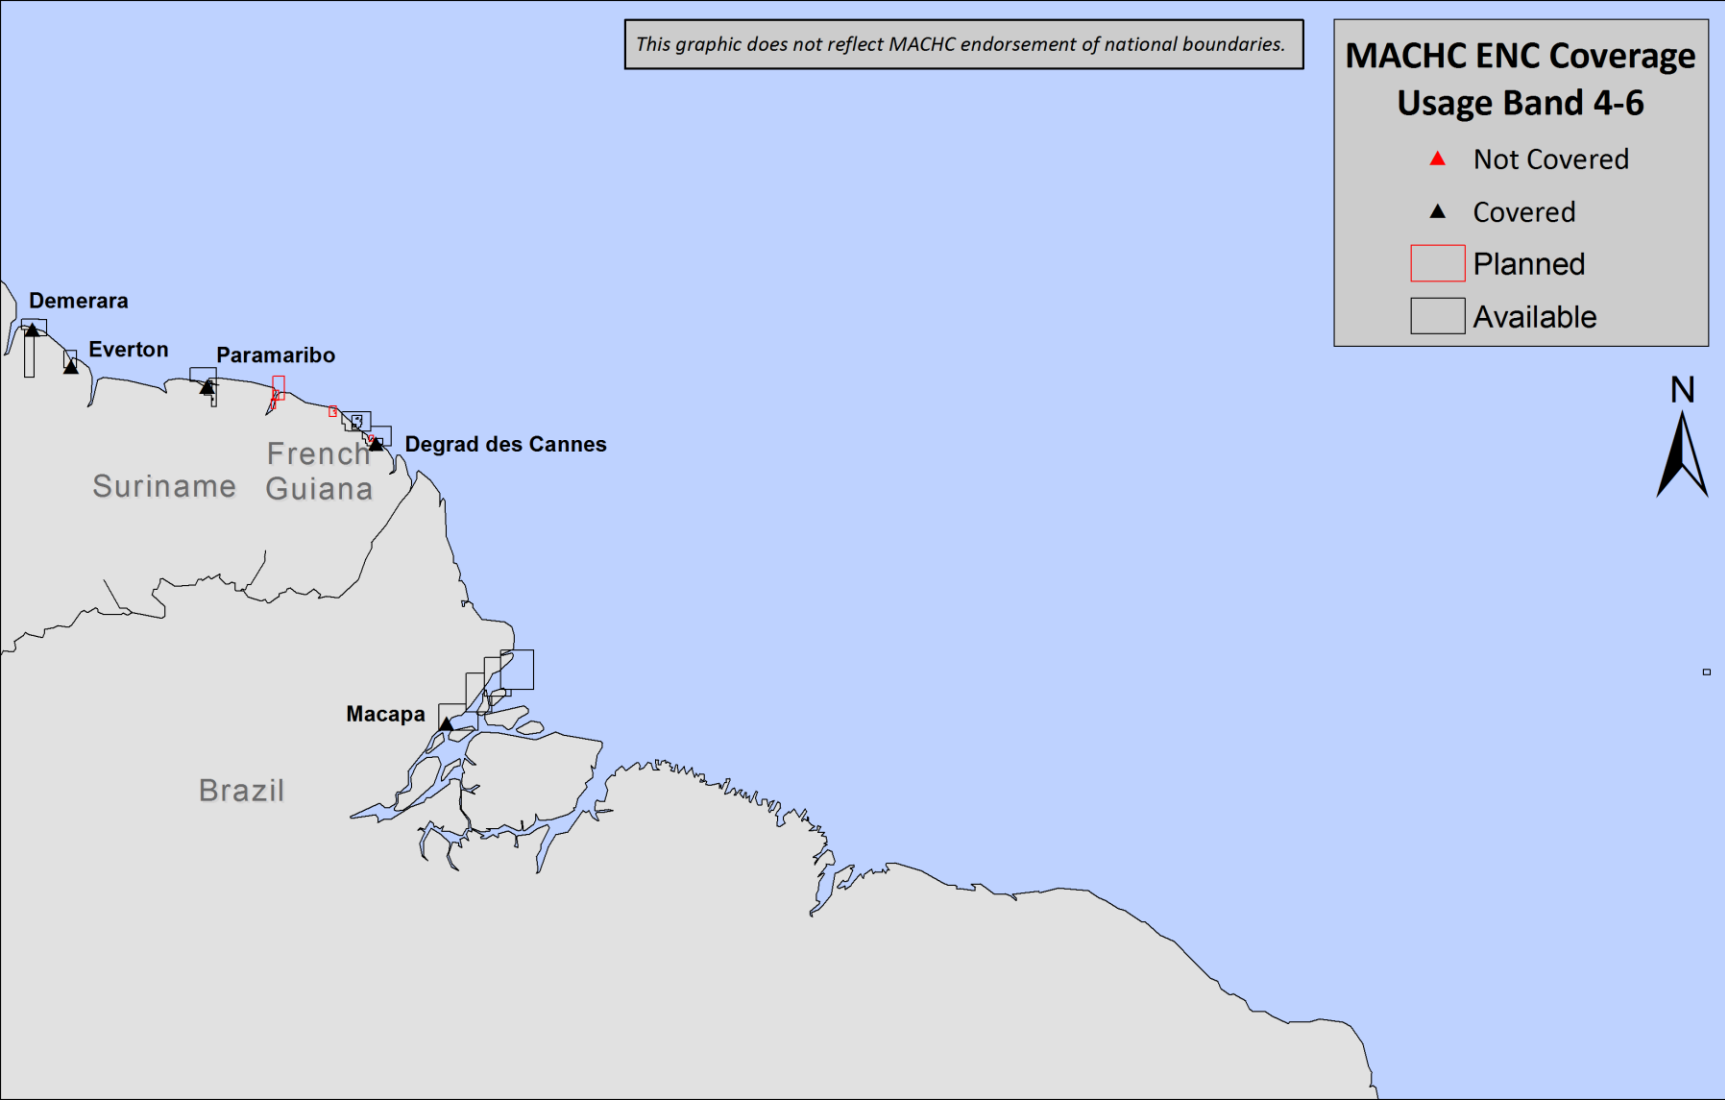 This graphic does not reflect MACHC endorsement of national boundaries.
MACHC ENC Coverage
Usage Band 4-6
Not Covered
Covered
Planned
Available
N
Demerara
Everton
Paramaribo
Degrad des Cannes
French
Guiana
Suriname
Macapa
Brazil